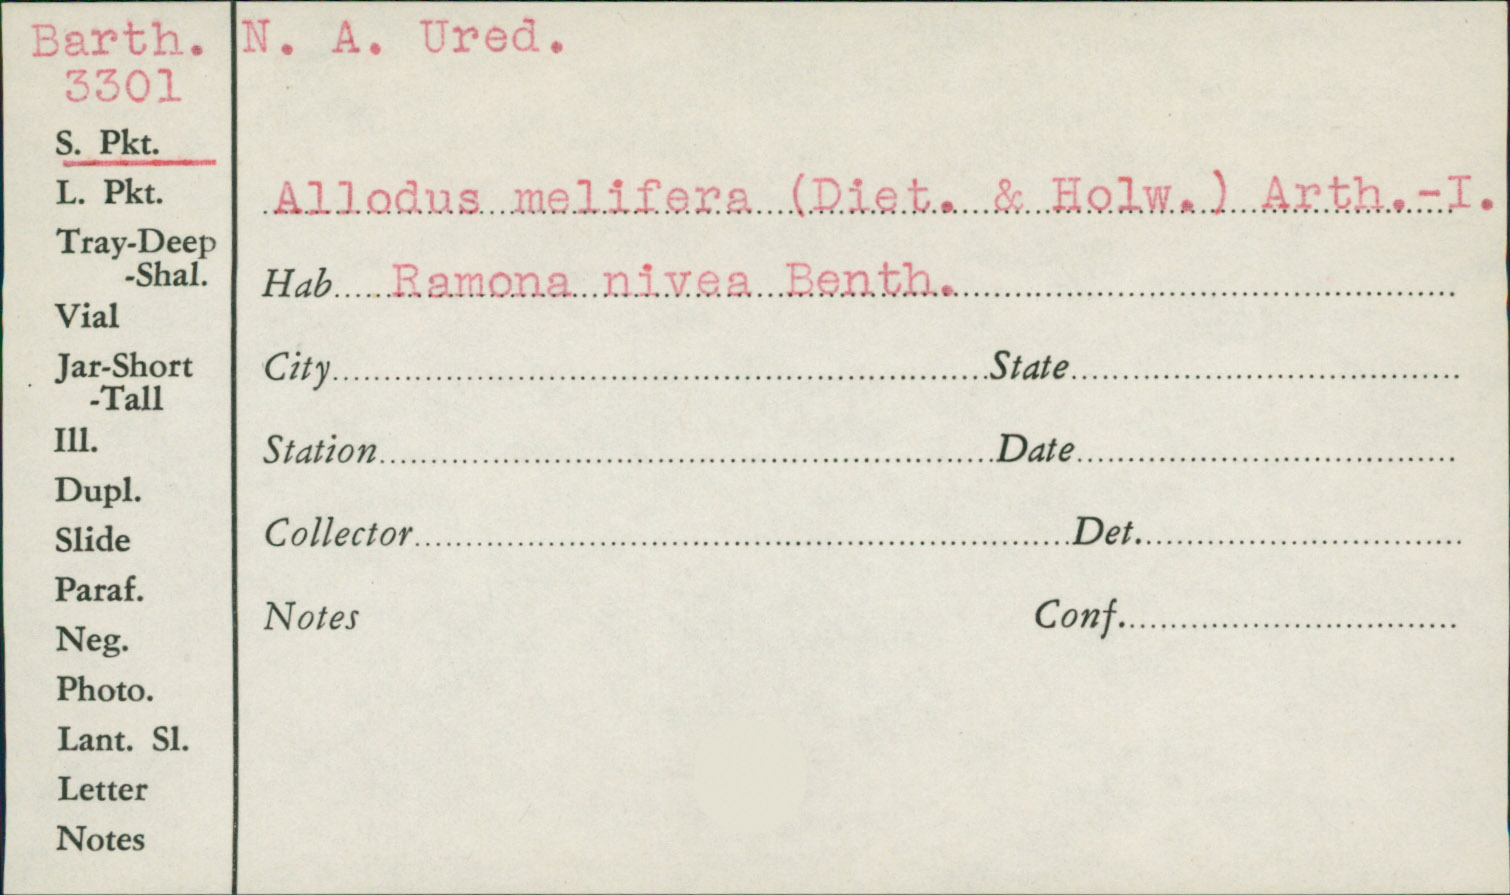 Barth.
3301
N. A. Ured.
S. Pkt.
L. Pkt.
Tray-Deep
-Shal.
Vial
Jar-Short
-Tall
Ill.
Dupl.
Slide
Paraf.
Neg.
Photo.
Lant. Sl.
Letter
Notes
Allodus melifera (Diet. & Holw.) Arth.-I.
Hab. Ramona nivea Benth.
City State
Station Date
Collector Det.
Notes Conf.